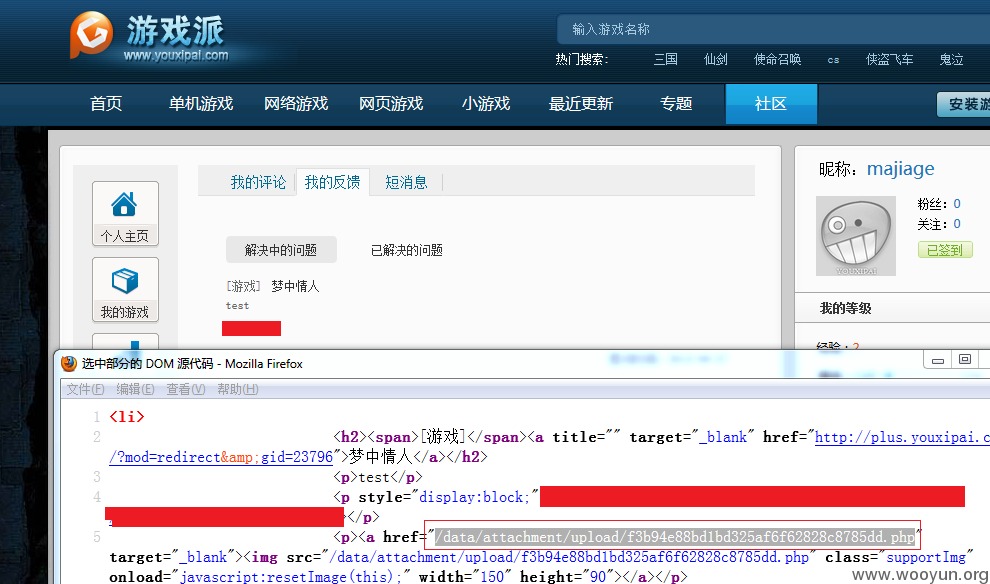 游戏派
www.youxipai.com
输入游戏名称
热门搜索: 三国 仙剑 使命召唤 cs 侠盗飞车 鬼泣
首页 单机游戏 网络游戏 网页游戏 小游戏 最近更新 专题 社区 安装游
我的评论 我的反馈 短消息
个人主页
我的游戏
解决中的问题 已解决的问题
[游戏] 梦中情人
test
昵称: majiage
粉丝: 0
关注: 0
已签到
YOUXIPAI
我的等级
经验: 2
选中部分的 DOM 源代码 - Mozilla Firefox
文件(F) 编辑(E) 查看(V) 帮助(H)
1 <li>
2 <h2><span>[游戏]</span><a title="" target="_blank" href="http://plus.youxipai.c
/?mod=redirect&amp;gid=23796">梦中情人</a></h2>
3 <p>test</p>
4 <p style="display:block;"
></p>
5 <p><a href="/data/attachment/upload/f3b94e88bd1bd325af6f62828c8785dd.php"
target="_blank"><img src="/data/attachment/upload/f3b94e88bd1bd325af6f62828c8785dd.php" class="supportImg"
onload="javascript:resetImage(this);" width="150" height="90"></a></p>
www.wooyun.org